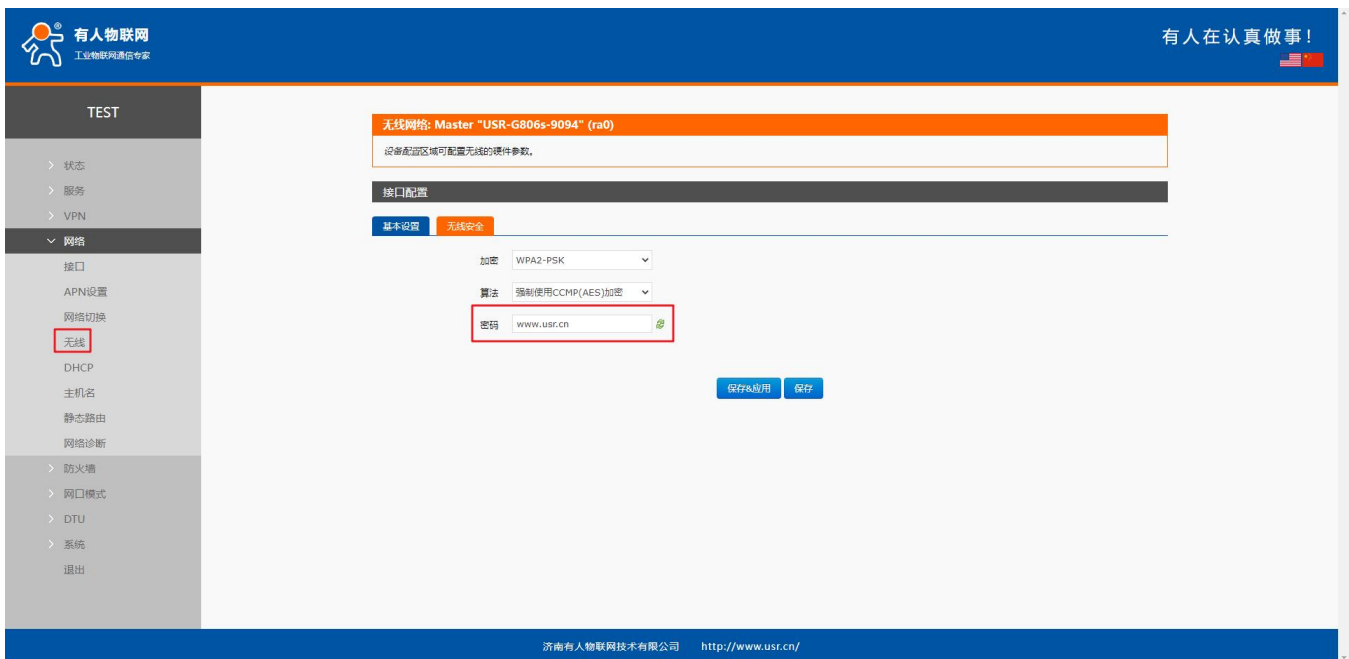 有人物联网
工业物联网通信专家
有人在认真做事!
TEST
状态
服务
VPN
网络
接口
APN设置
网络切换
无线
DHCP
主机名
静态路由
网络诊断
防火墙
网口模式
DTU
系统
退出
无线网络: Master "USR-G806s-9094" (ra0)
设备配置区域可配置无线的硬件参数。
接口配置
基本设置 无线安全
加密 WPA2-PSK
算法 强制使用CCMP(AES)加密
密码 www.usr.cn
保存&应用 保存
济南有人物联网技术有限公司 http://www.usr.cn/